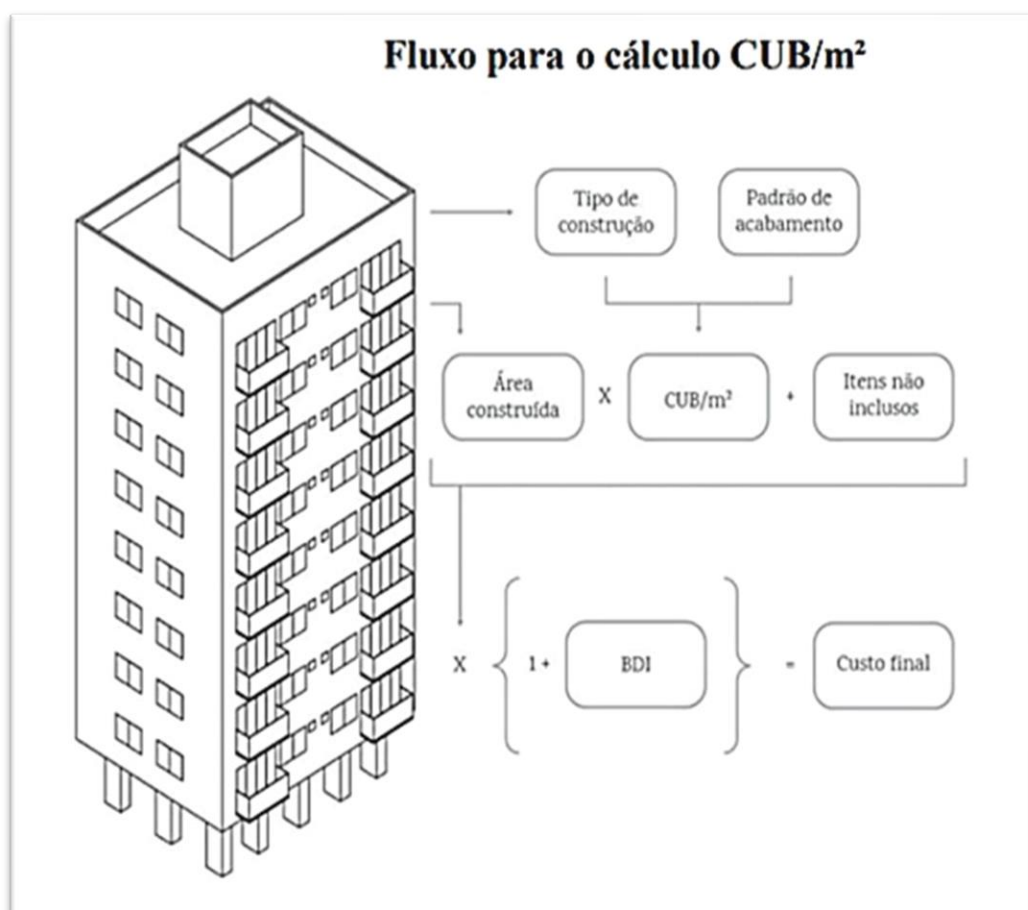 Fluxo para o cálculo CUB/m²
Tipo de
construção
Padrão de
acabamento
Área
construída
X
CUB/m²
+
Itens não
inclusos
X
1 +
BDI
=
Custo final